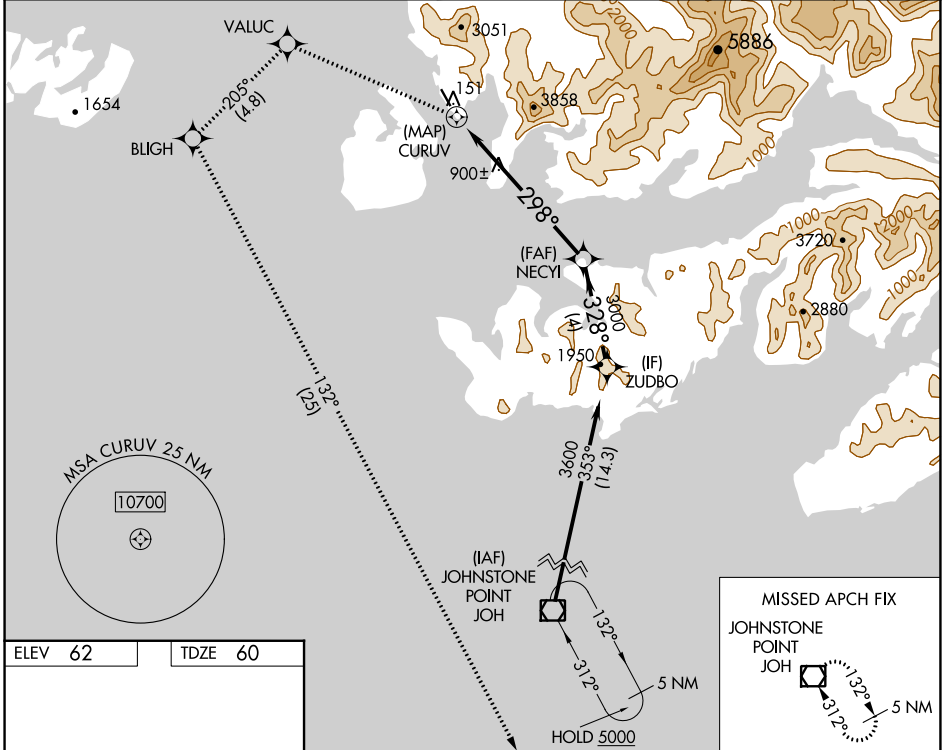 VALUC
3051
5886
2000
1654
205°
(4.8)
151
3858
(MAP)
CURUV
BLIGH
900±
1000
298°
1000
2000
(FAF)
NECYI
3720
1000
2880
328°
3000
(4)
1950
(IF)
ZUDBO
132°
(25)
MSA CURUV 25 NM
10700
3600
353°
(14.3)
(IAF)
JOHNSTONE
POINT
JOH
132°
312°
5 NM
HOLD 5000
MISSED APCH FIX
JOHNSTONE
POINT
JOH
132°
312°
5 NM
ELEV 62
TDZE 60